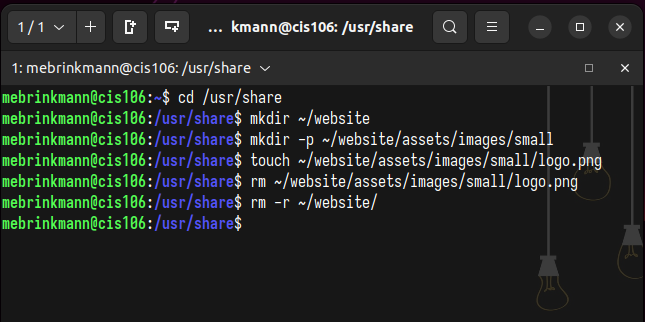 1 / 1
... kmann@cis106: /usr/share
1: mebrinkmann@cis106: /usr/share
mebrinkmann@cis106:~$ cd /usr/share
mebrinkmann@cis106:/usr/share$ mkdir ~/website
mebrinkmann@cis106:/usr/share$ mkdir -p ~/website/assets/images/small
mebrinkmann@cis106:/usr/share$ touch ~/website/assets/images/small/logo.png
mebrinkmann@cis106:/usr/share$ rm ~/website/assets/images/small/logo.png
mebrinkmann@cis106:/usr/share$ rm -r ~/website/
mebrinkmann@cis106:/usr/share$